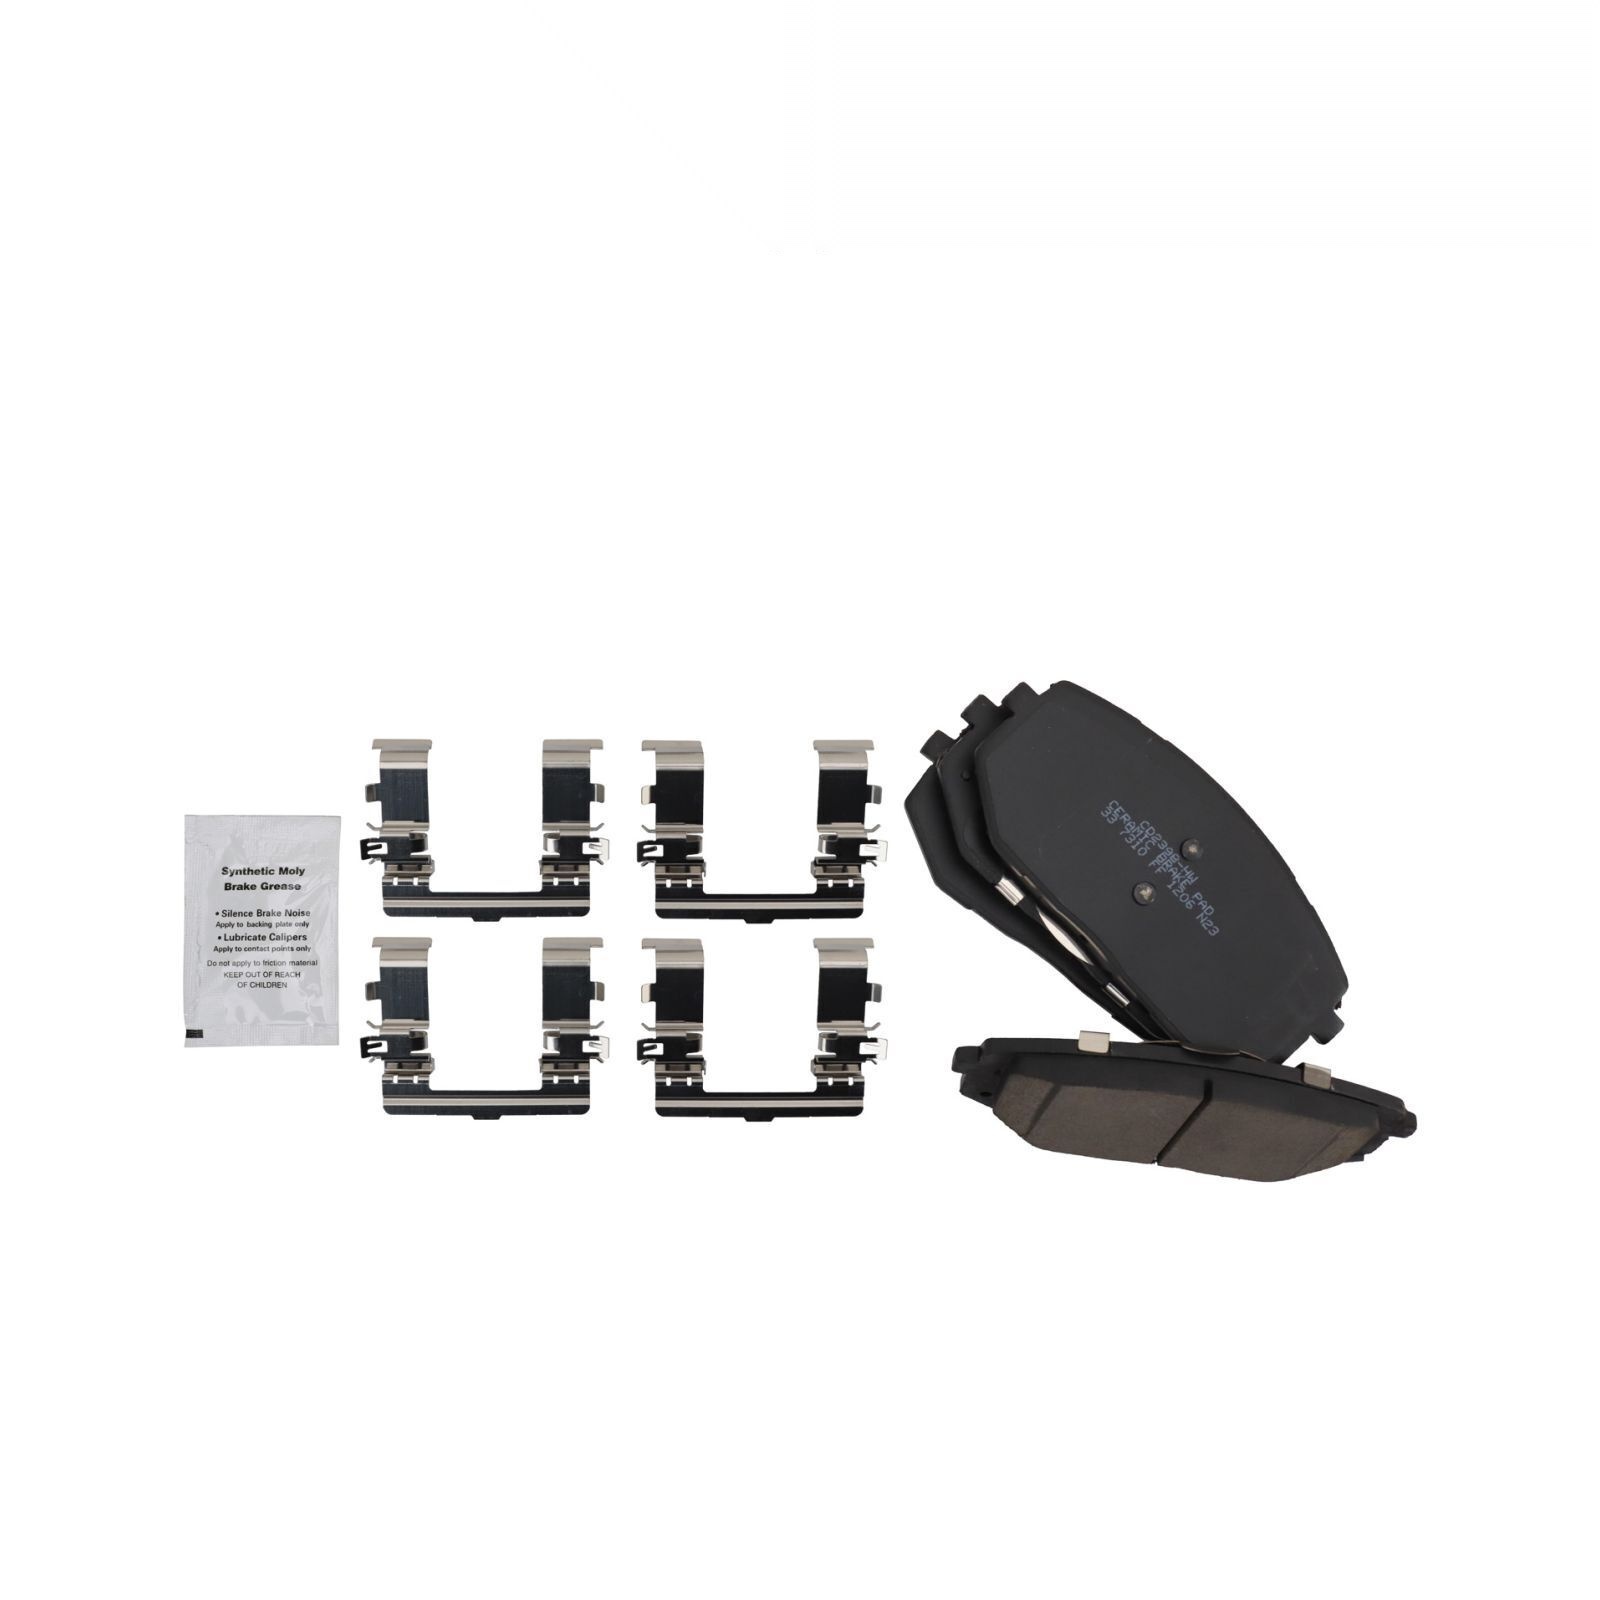 Synthetic Moly
Brake Grease
• Silence Brake Noise
Apply to backing plate only
• Lubricate Calipers
Apply to contact points only
Do not apply to friction material
KEEP OUT OF REACH
OF CHILDREN
CD2398-HW
CERAMIC BRAKE PAD
33 7310 FF 1206 N23